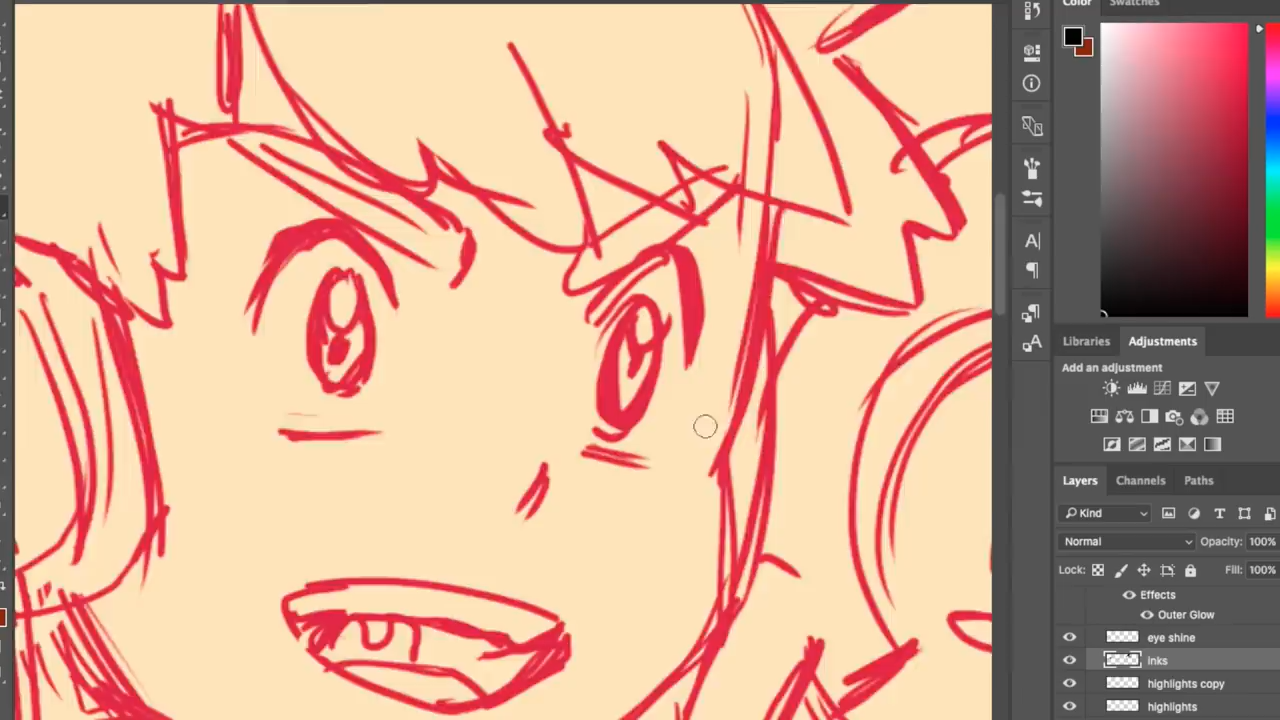 Color Swatches
Libraries Adjustments
Add an adjustment
Layers Channels Paths
Kind
Normal Opacity: 100%
Lock: Fill: 100%
Effects
Outer Glow
eye shine
inks
highlights copy
highlights